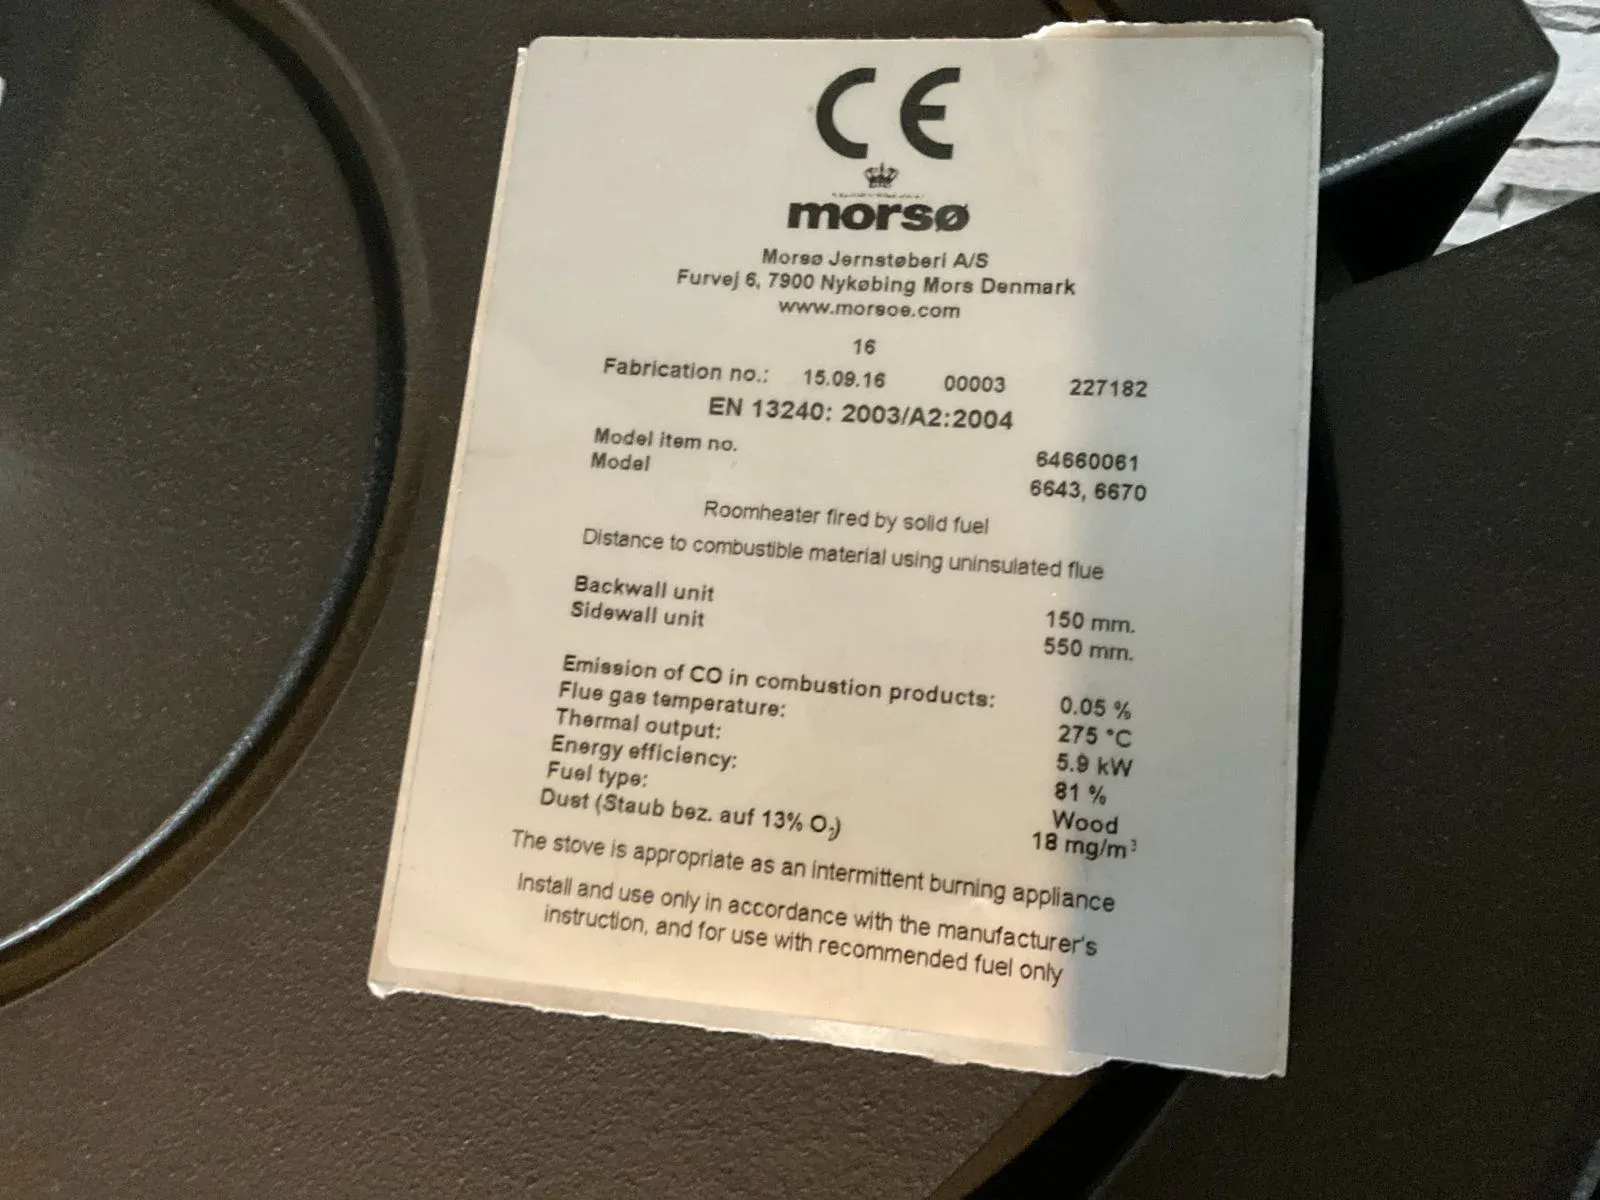 CE
morsø
Morsø Jernstøberi A/S
Furvej 6, 7900 Nykøbing Mors Denmark
www.morsoe.com
16
Fabrication no.: 15.09.16 00003 227182
EN 13240: 2003/A2:2004
Model item no. 64660061
Model 6643, 6670
Roomheater fired by solid fuel
Distance to combustible material using uninsulated flue
Backwall unit 150 mm.
Sidewall unit 550 mm.
Emission of CO in combustion products: 0.05 %
Flue gas temperature: 275 °C
Thermal output: 5.9 kW
Energy efficiency: 81 %
Fuel type: Wood
Dust (Staub bez. auf 13% O₂) 18 mg/m³
The stove is appropriate as an intermittent burning appliance
Install and use only in accordance with the manufacturer's
instruction, and for use with recommended fuel only